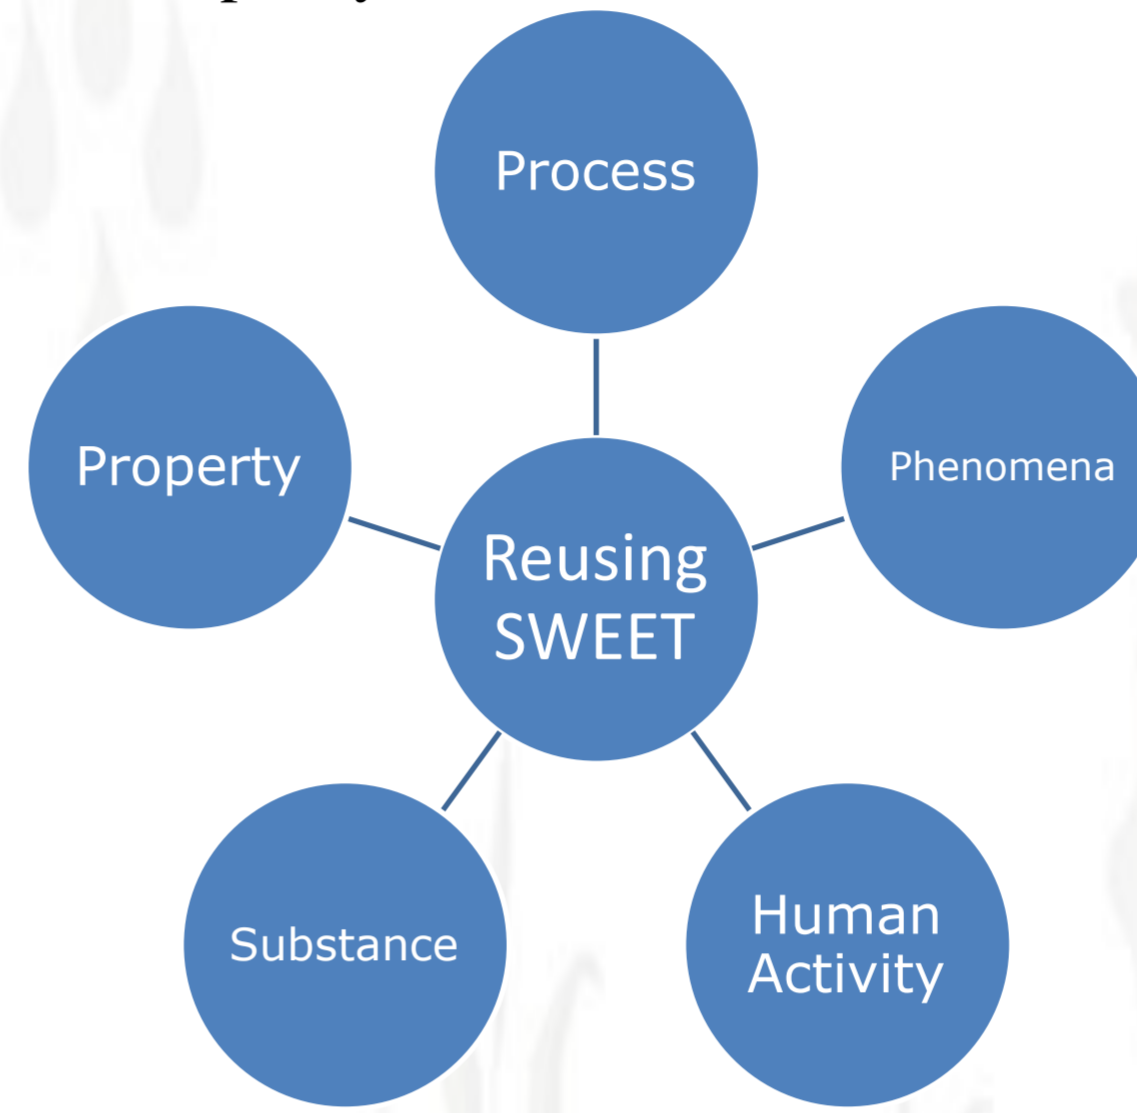 Process
Property
Phenomena
Reusing
SWEET
Substance
Human
Activity